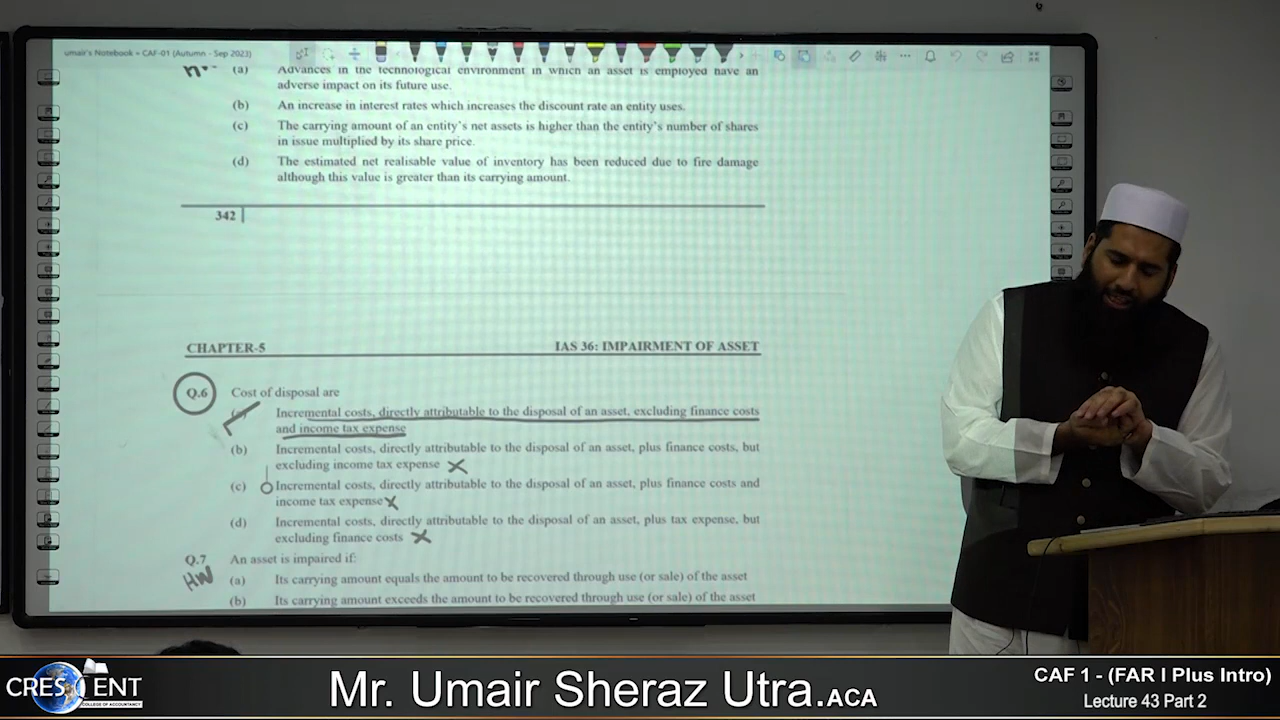 umair's Notebook » CAF-01 (Autumn - Sep 2023)
(a) Advances in the technological environment in which an asset is employed have an
adverse impact on its future use.
(b) An increase in interest rates which increases the discount rate an entity uses.
(c) The carrying amount of an entity's net assets is higher than the entity's number of shares
in issue multiplied by its share price.
(d) The estimated net realisable value of inventory has been reduced due to fire damage
although this value is greater than its carrying amount.
342 |
CHAPTER-5 IAS 36: IMPAIRMENT OF ASSET
Q.6 Cost of disposal are
Incremental costs, directly attributable to the disposal of an asset, excluding finance costs
and income tax expense
(b) Incremental costs, directly attributable to the disposal of an asset, plus finance costs, but
excluding income tax expense
(c) Incremental costs, directly attributable to the disposal of an asset, plus finance costs and
income tax expense
(d) Incremental costs, directly attributable to the disposal of an asset, plus tax expense, but
excluding finance costs
Q.7 An asset is impaired if:
HW (a) Its carrying amount equals the amount to be recovered through use (or sale) of the asset
(b) Its carrying amount exceeds the amount to be recovered through use (or sale) of the asset
CRESCENT
COLLEGE OF ACCOUNTANCY
Mr. Umair Sheraz Utra.ACA
CAF 1 - (FAR I Plus Intro)
Lecture 43 Part 2